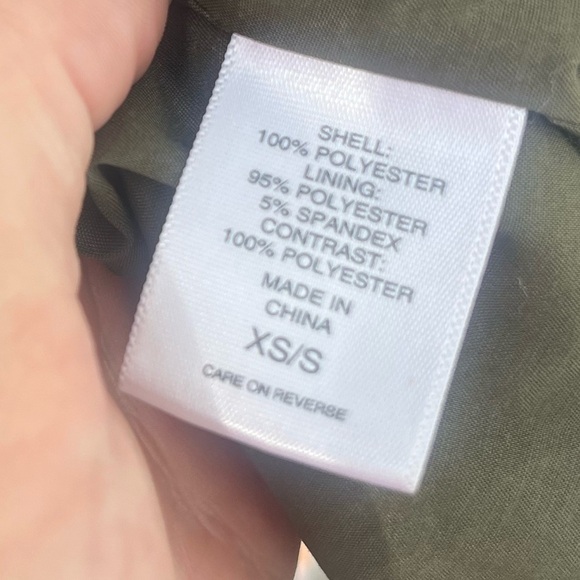 SHELL:
100% POLYESTER
LINING:
95% POLYESTER
5% SPANDEX
CONTRAST:
100% POLYESTER
MADE IN
CHINA
XS/S
CARE ON REVERSE